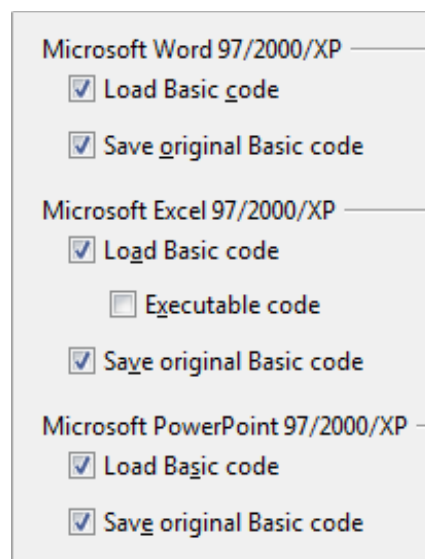 Microsoft Word 97/2000/XP
Load Basic code
Save original Basic code
Microsoft Excel 97/2000/XP
Load Basic code
Executable code
Save original Basic code
Microsoft PowerPoint 97/2000/XP
Load Basic code
Save original Basic code